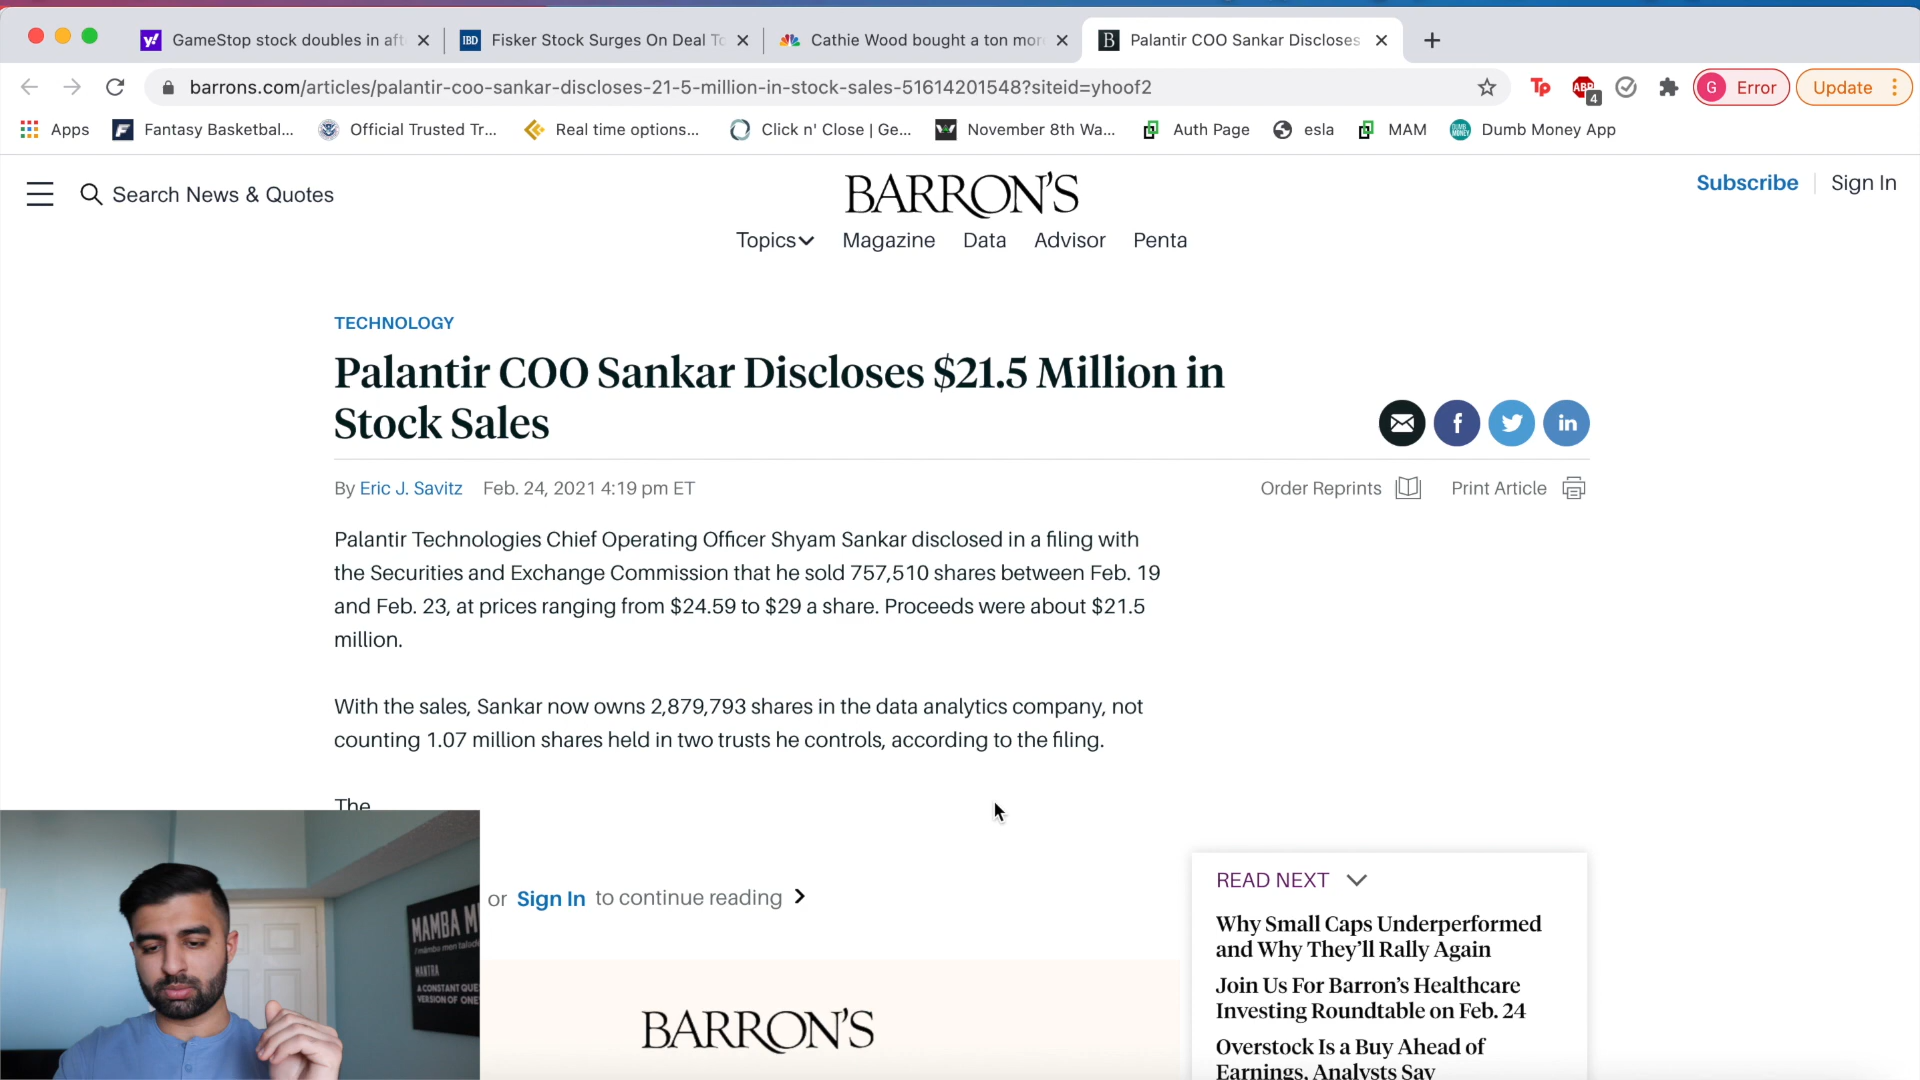 GameStop stock doubles in aft
Fisker Stock Surges On Deal To
Cathie Wood bought a ton mor
Palantir COO Sankar Discloses
barrons.com/articles/palantir-coo-sankar-discloses-21-5-million-in-stock-sales-51614201548?siteid=yhoof2
Tp
ABP
4
G
Error
Update
Apps
Fantasy Basketbal...
Official Trusted Tr...
Real time options...
Click n' Close | Ge...
November 8th Wa...
Auth Page
esla
MAM
Dumb Money App
Search News & Quotes
BARRON'S
Subscribe
Sign In
Topics
Magazine
Data
Advisor
Penta
TECHNOLOGY
Palantir COO Sankar Discloses $21.5 Million in
Stock Sales
By Eric J. Savitz Feb. 24, 2021 4:19 pm ET
Order Reprints
Print Article
Palantir Technologies Chief Operating Officer Shyam Sankar disclosed in a filing with
the Securities and Exchange Commission that he sold 757,510 shares between Feb. 19
and Feb. 23, at prices ranging from $24.59 to $29 a share. Proceeds were about $21.5
million.
With the sales, Sankar now owns 2,879,793 shares in the data analytics company, not
counting 1.07 million shares held in two trusts he controls, according to the filing.
The
or Sign In to continue reading
BARRON'S
READ NEXT
Why Small Caps Underperformed
and Why They'll Rally Again
Join Us For Barron's Healthcare
Investing Roundtable on Feb. 24
Overstock Is a Buy Ahead of
Earnings, Analysts Say
MAMBA M
MANTRA
A CONSTANT QUE
VERSION OF ONE